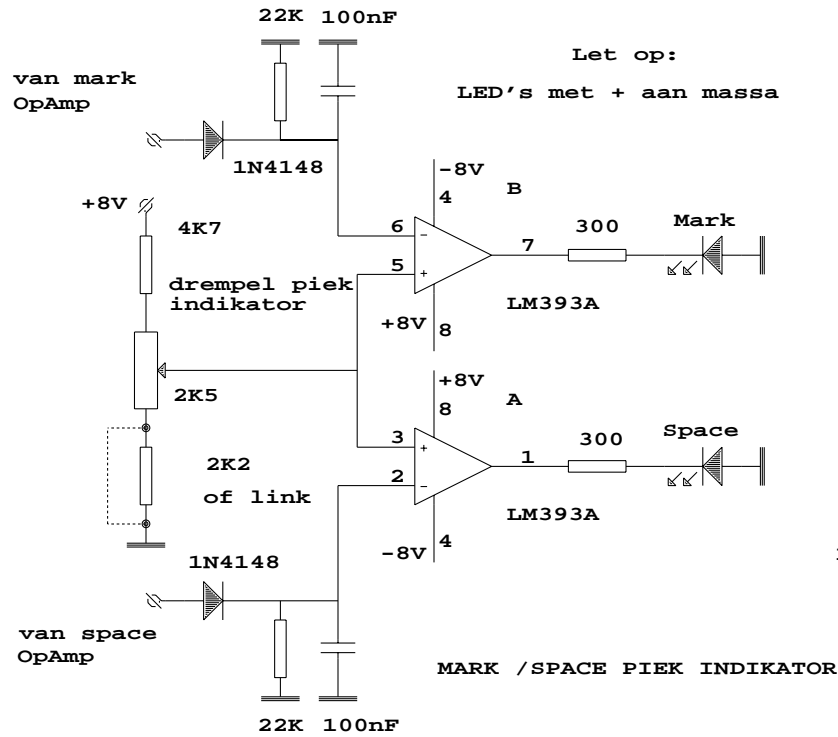 22K 100nF
Let op:
van mark
OpAmp
LED's met + aan massa
1N4148
-8V
4
B
+8V
4K7
6
-
300
Mark
7
5
+
drempel piek
indikator
LM393A
+8V
8
+8V
8
A
2K5
3
+
1
300
Space
2K2
of link
2
-
LM393A
-8V
4
1N4148
van space
OpAmp
MARK /SPACE PIEK INDIKATOR
22K 100nF